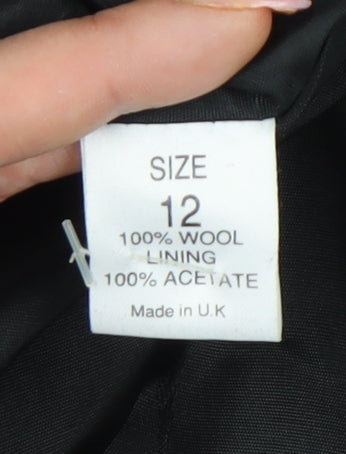 SIZE
12
100% WOOL
LINING
100% ACETATE
Made in U.K